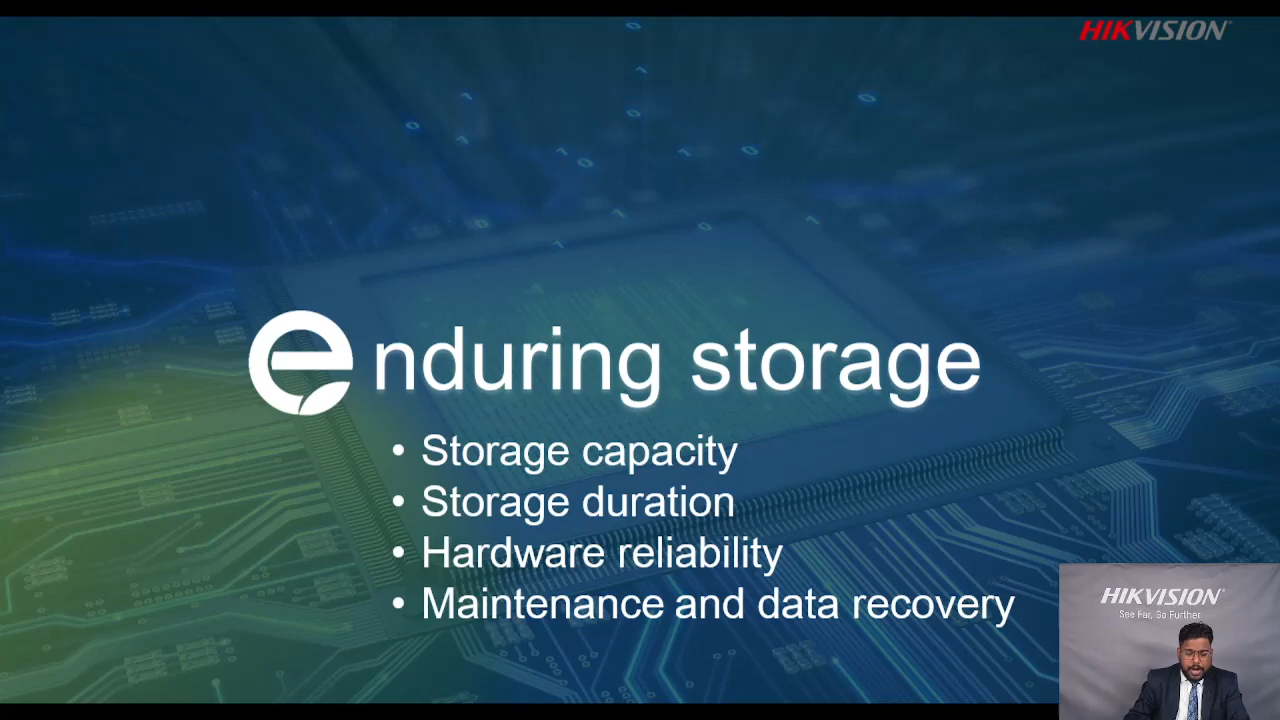 HIKVISION
enduring storage
• Storage capacity
• Storage duration
• Hardware reliability
• Maintenance and data recovery
HIKVISION
See Far, Go Further